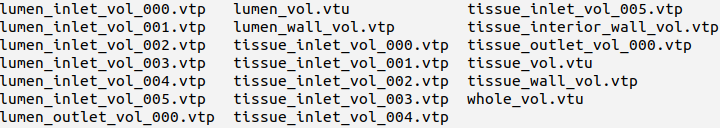 lumen_inlet_vol_000.vtp lumen_vol.vtu tissue_inlet_vol_005.vtp
lumen_inlet_vol_001.vtp lumen_wall_vol.vtp tissue_interior_wall_vol.vtp
lumen_inlet_vol_002.vtp tissue_inlet_vol_000.vtp tissue_outlet_vol_000.vtp
lumen_inlet_vol_003.vtp tissue_inlet_vol_001.vtp tissue_vol.vtu
lumen_inlet_vol_004.vtp tissue_inlet_vol_002.vtp tissue_wall_vol.vtp
lumen_inlet_vol_005.vtp tissue_inlet_vol_003.vtp whole_vol.vtu
lumen_outlet_vol_000.vtp tissue_inlet_vol_004.vtp